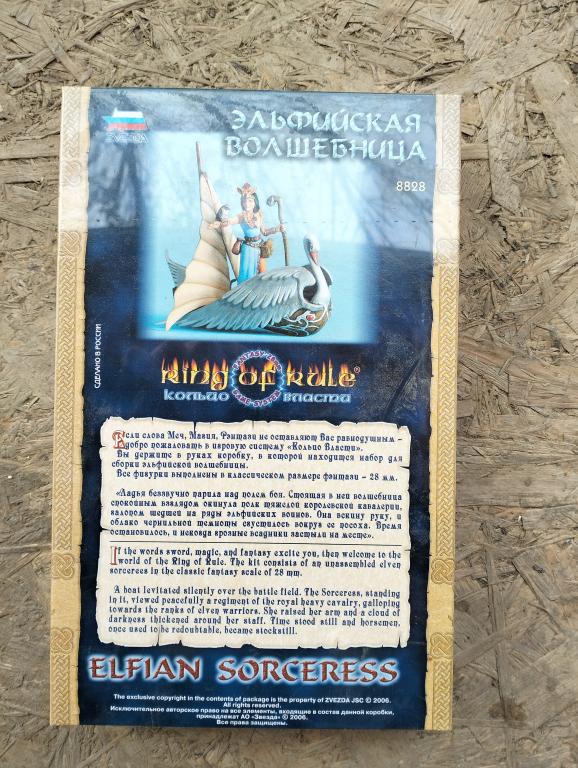 ZVEZDA
ЭЛЬФИЙСКАЯ
ВОЛШЕБНИЦА
8828
СДЕЛАНО В РОССИИ
Ring of Rule®
FANTASY
GAME-SYSTEM
кольцо власти
Если слова Меч, Магия, Фэнтази не оставляют Вас равнодушным –
добро пожаловать в игровую систему «Кольцо Власти».
Вы держите в руках коробку, в которой находится набор для
сборки эльфийской волшебницы.
Все фигурки выполнены в классическом размере фэнтази – 28 мм.
«Ладья беззвучно парила над полем боя. Стоящая в ней волшебница
спокойным взглядом окинула полк тяжелой королевской кавалерии,
галопом шедшей на ряды эльфийских воинов. Она вскинула руку, и
облако чернильной темноты сгустилось вокруг ее посоха. Время
остановилось, и некогда грозные всадники застыли на месте».
If the words sword, magic, and fantasy excite you, then welcome to the
world of the Ring of Rule. The kit consists of an unassembled elven
sorcerees in the classic fantasy scale of 28 mm.
A boat levitated silently over the battle field. The Sorceress, standing
in it, viewed peacefully a regiment of the royal heavy cavalry, galloping
towards the ranks of elven warriors. She raised her arm and a cloud of
darkness thickened around her staff. Time stood still and horsemen,
once used to be redoubtable, became stockstill.
ELFIAN SORCERESS
The exclusive copyright in the contents of package is the property of ZVEZDA JSC © 2006.
All rights reserved.
Исключительное авторское право на все элементы, входящие в состав данной коробки,
принадлежат АО «Звезда» © 2006.
Все права защищены.